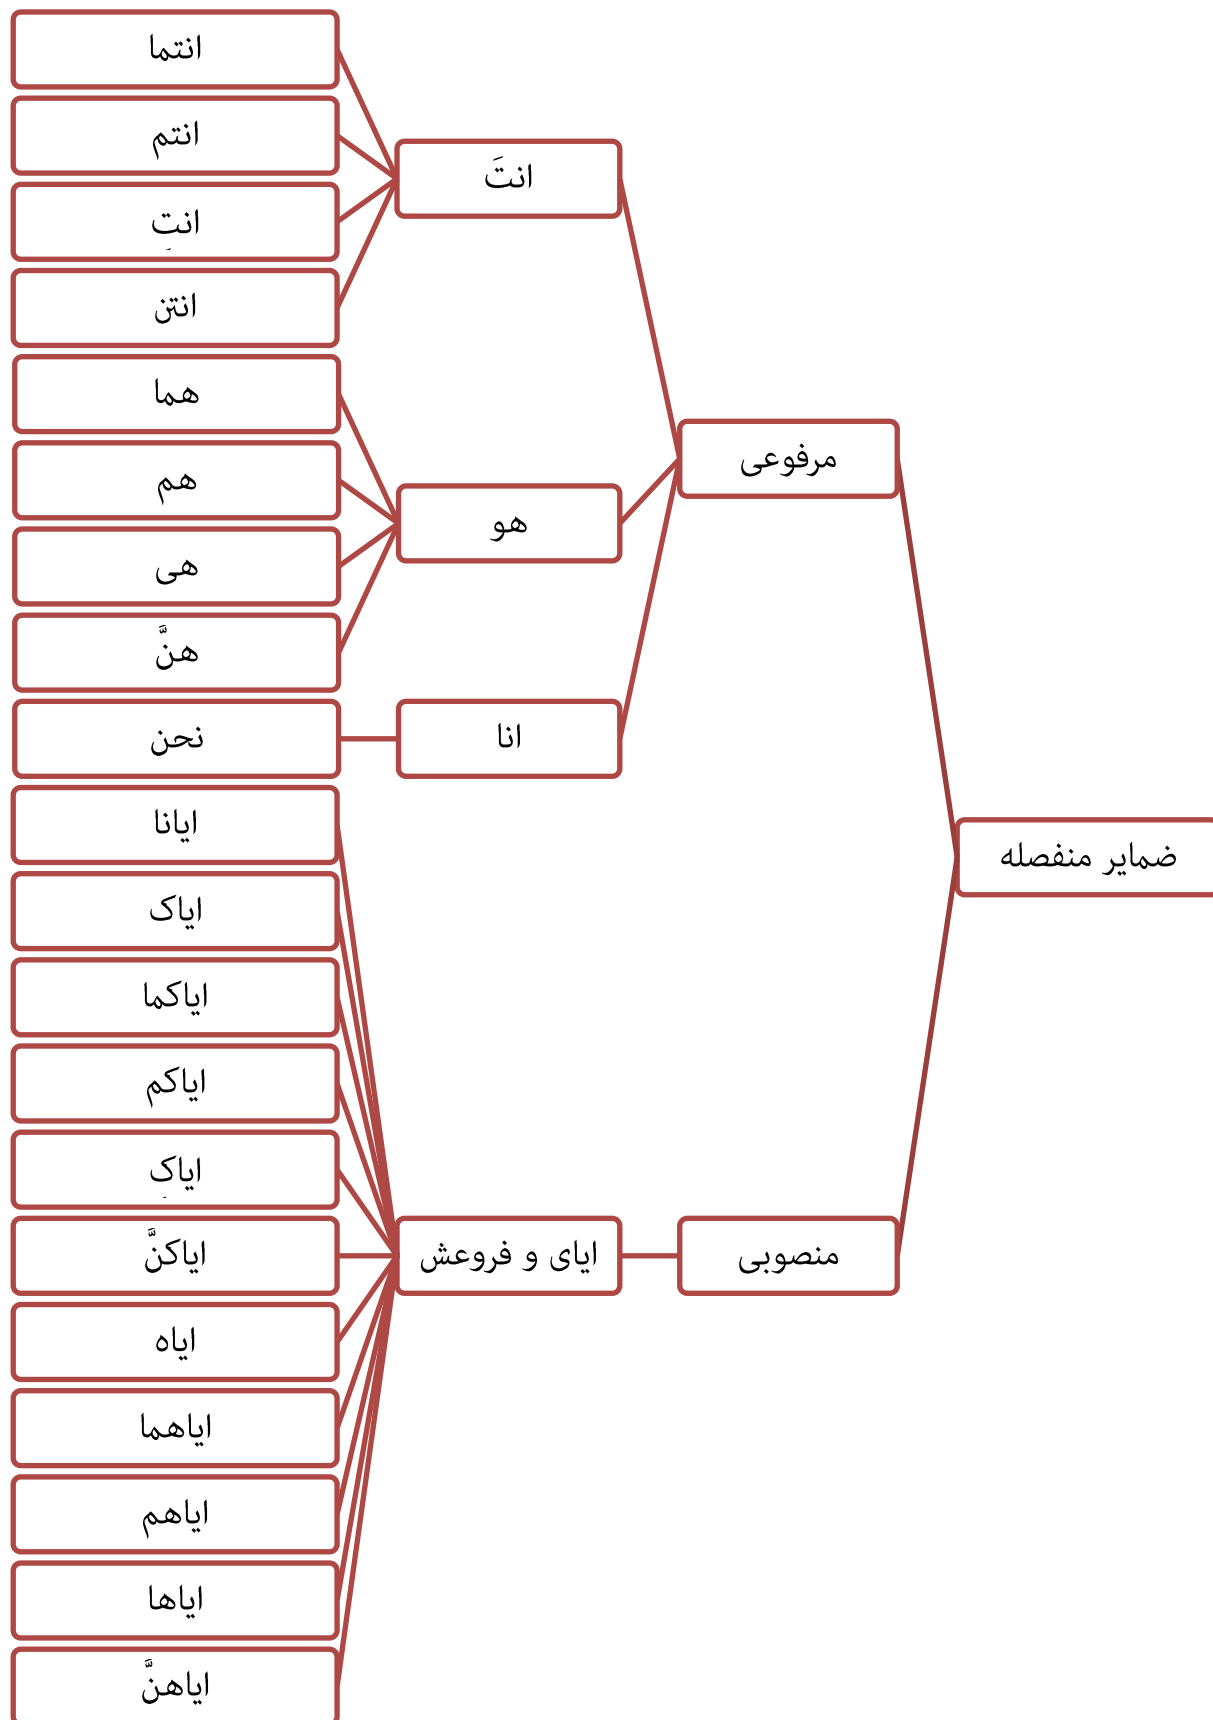 ضمایر منفصله
مرفوعی
انتَ
انتما
انتم
انتِ
انتن
هو
هما
هم
هی
هنَّ
انا
نحن
منصوبی
ایای و فروعش
ایانا
ایاک
ایاکما
ایاکم
ایاکِ
ایاکنَّ
ایاه
ایاهما
ایاهم
ایاها
ایاهنَّ